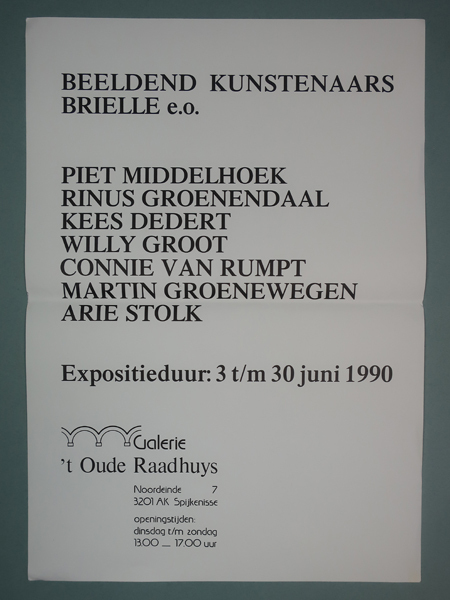 BEELDEND KUNSTENAARS
BRIELLE e.o.
PIET MIDDELHOEK
RINUS GROENENDAAL
KEES DEDERT
WILLY GROOT
CONNIE VAN RUMPT
MARTIN GROENEWEGEN
ARIE STOLK
Expositieduur: 3 t/m 30 juni 1990
Galerie
't Oude Raadhuys
Noordeinde 7
3201 AK Spijkenisse
openingstijden:
dinsdag t/m zondag
13.00 — 17.00 uur